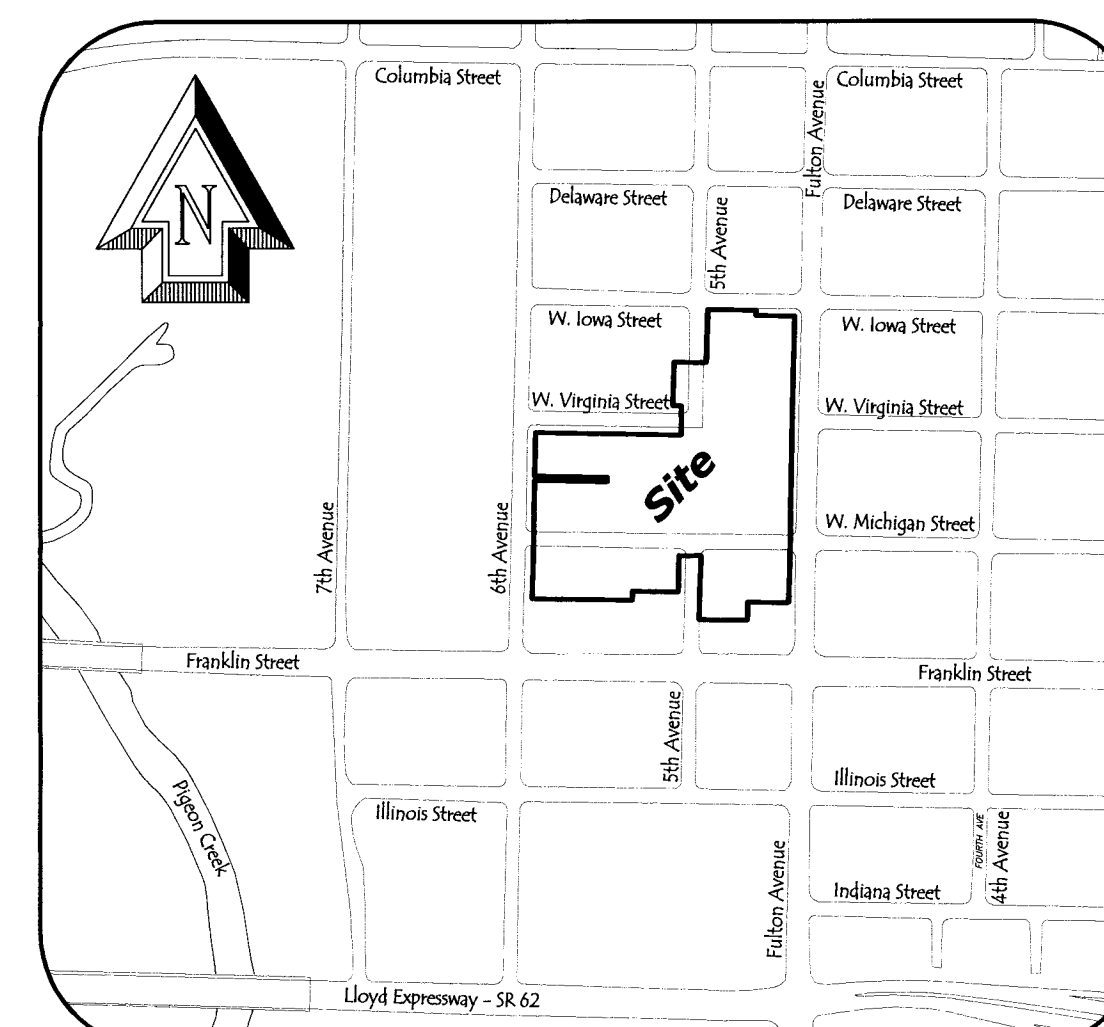 Columbia Street
Columbia Street
Fulton Avenue
N
Delaware Street
Delaware Street
5th Avenue
W. Iowa Street
W. Iowa Street
W. Virginia Street
W. Virginia Street
Site
7th Avenue
6th Avenue
W. Michigan Street
Franklin Street
Franklin Street
5th Avenue
Pigeon Creek
Illinois Street
Illinois Street
Fulton Avenue
FOURTH AVE
4th Avenue
Indiana Street
Lloyd Expressway - SR 62